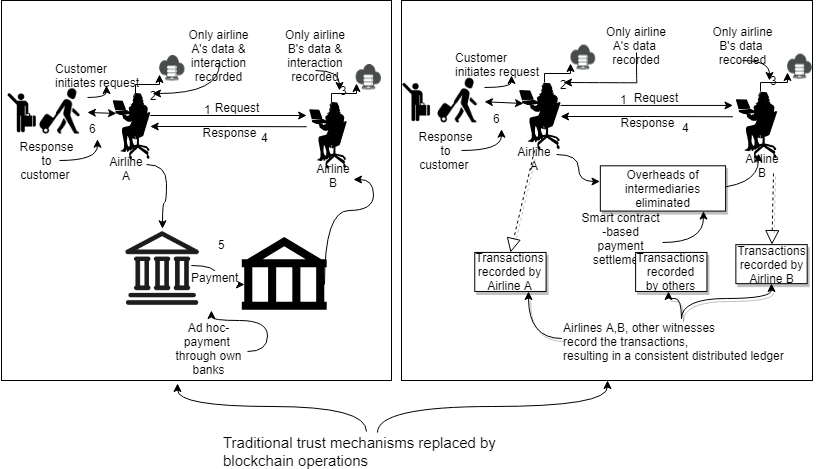 Only airline
A's data &
interaction
recorded
Only airline
B's data &
interaction
recorded
Customer
initiates request
2
3
1 Request
Response 4
6
Response
to
customer
Airline
A
Airline
B
5
Payment
Ad hoc-
payment
through own
banks
Only airline
A's data
recorded
Only airline
B's data
recorded
Customer
initiates request
2
3
1 Request
Response 4
6
Response
to
customer
Airline
A
Airline
B
Overheads of
intermediaries
eliminated
Smart contract
-based
payment
settlement
Transactions
recorded by
Airline A
Transactions
recorded
by others
Transactions
recorded by
Airline B
Airlines A,B, other witnesses
record the transactions,
resulting in a consistent distributed ledger
Traditional trust mechanisms replaced by
blockchain operations